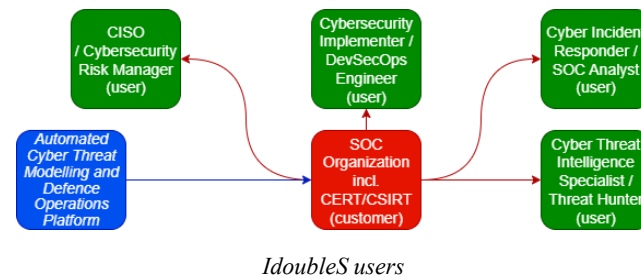 CISO
/ Cybersecurity
Risk Manager
(user)
Cybersecurity
Implementer /
DevSecOps
Engineer
(user)
Cyber Incident
Responder /
SOC Analyst
(user)
Automated
Cyber Threat
Modelling and
Defence
Operations
Platform
SOC
Organization
incl.
CERT/CSIRT
(customer)
Cyber Threat
Intelligence
Specialist /
Threat Hunter
(user)
IdoubleS users